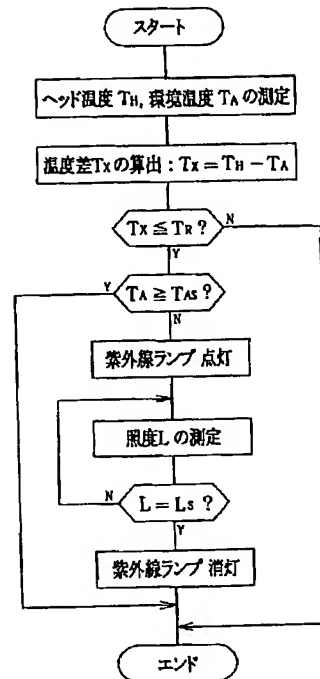 スタート
ヘッド温度 TH, 環境温度 TA の測定
温度差Tx の算出：Tx = TH − TA
Tx ≦ TR ?
N
Y
Y
TA ≧ TAS ?
N
紫外線ランプ 点灯
照度L の測定
N
L = Ls ?
Y
紫外線ランプ 消灯
エンド